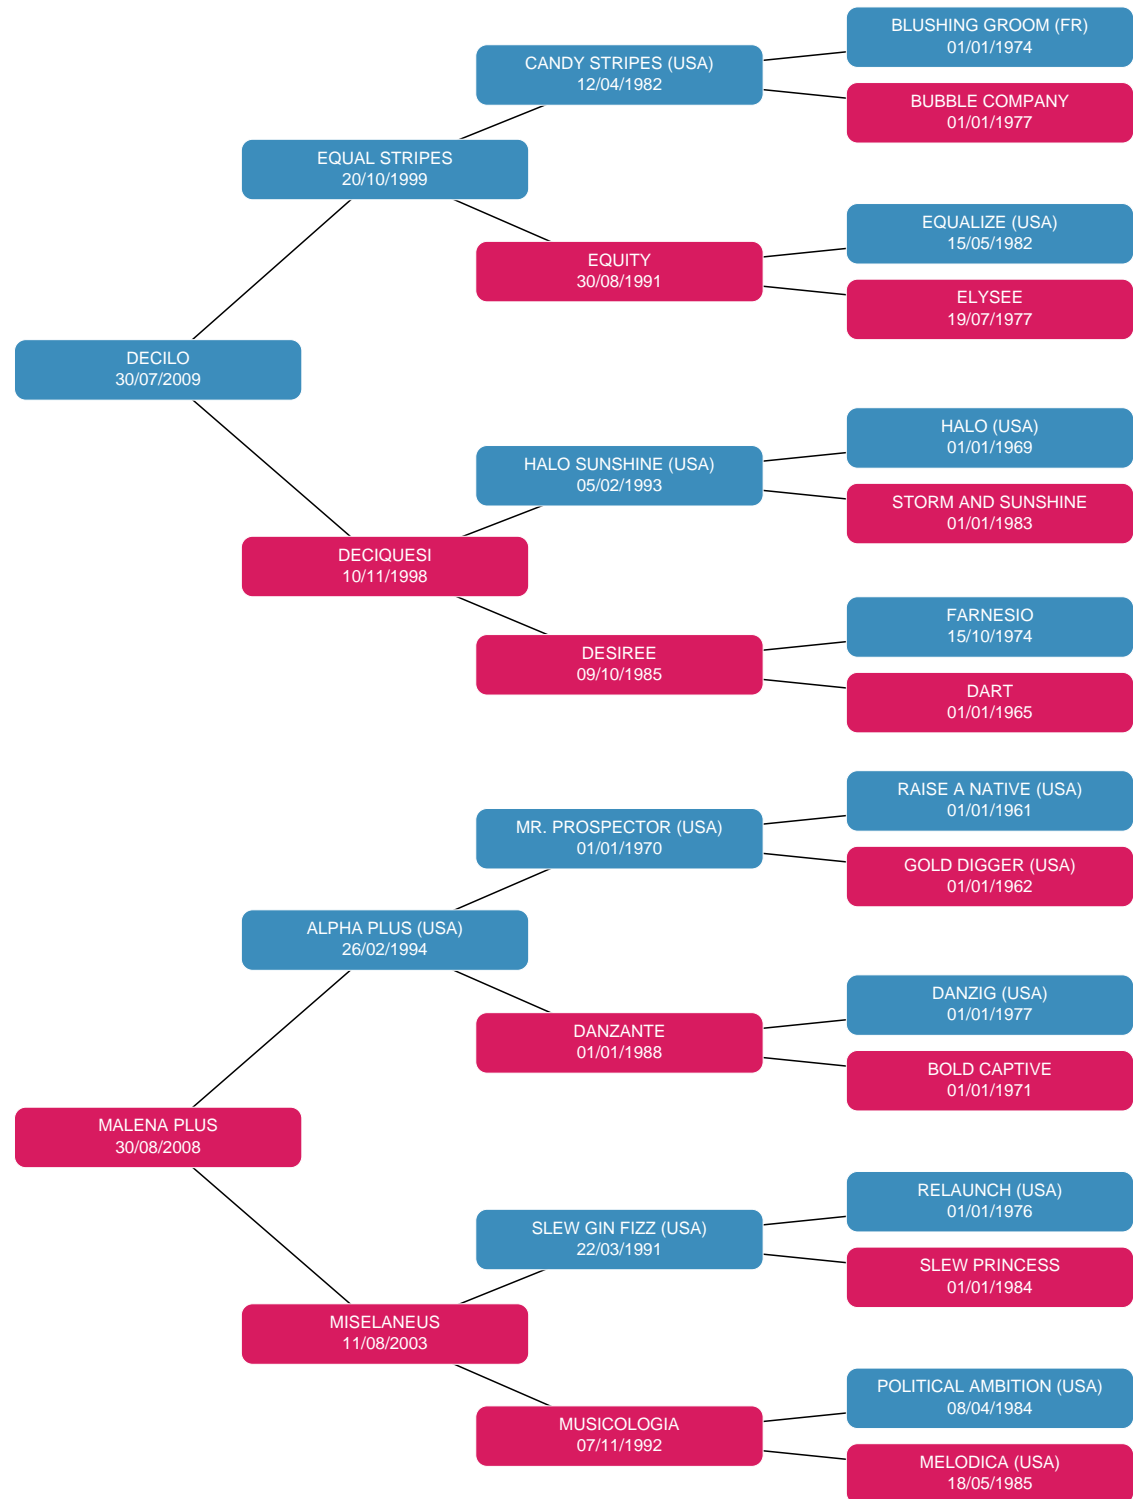 BLUSHING GROOM (FR)
01/01/1974
CANDY STRIPES (USA)
12/04/1982
BUBBLE COMPANY
01/01/1977
EQUAL STRIPES
20/10/1999
EQUALIZE (USA)
15/05/1982
EQUITY
30/08/1991
ELYSEE
19/07/1977
DECILO
30/07/2009
HALO (USA)
01/01/1969
HALO SUNSHINE (USA)
05/02/1993
STORM AND SUNSHINE
01/01/1983
DECIQUESI
10/11/1998
FARNESIO
15/10/1974
DESIREE
09/10/1985
DART
01/01/1965
RAISE A NATIVE (USA)
01/01/1961
MR. PROSPECTOR (USA)
01/01/1970
GOLD DIGGER (USA)
01/01/1962
ALPHA PLUS (USA)
26/02/1994
DANZIG (USA)
01/01/1977
DANZANTE
01/01/1988
BOLD CAPTIVE
01/01/1971
MALENA PLUS
30/08/2008
RELAUNCH (USA)
01/01/1976
SLEW GIN FIZZ (USA)
22/03/1991
SLEW PRINCESS
01/01/1984
MISELANEUS
11/08/2003
POLITICAL AMBITION (USA)
08/04/1984
MUSICOLOGIA
07/11/1992
MELODICA (USA)
18/05/1985